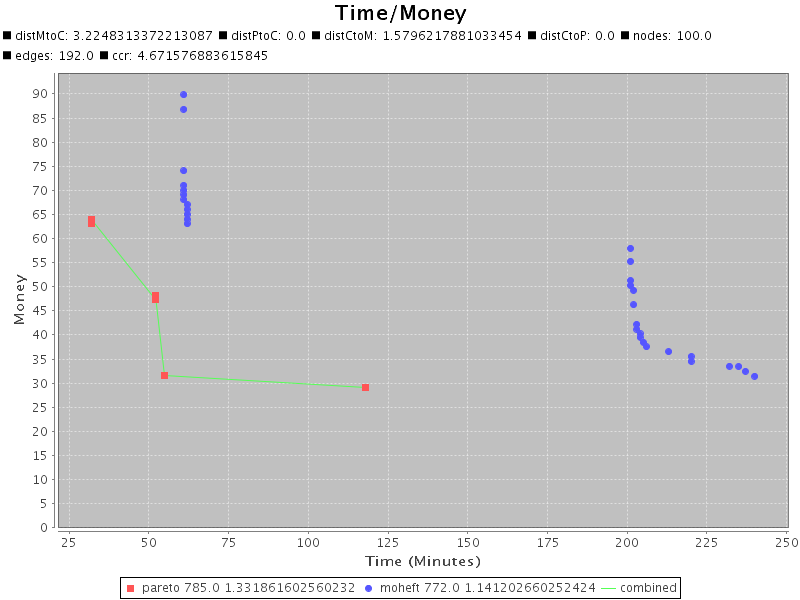 Time/Money
distMtoC: 3.2248313372213087 distPtoC: 0.0 distCtoM: 1.5796217881033454 distCtoP: 0.0 nodes: 100.0
edges: 192.0 ccr: 4.671576883615845
90
85
80
75
70
65
60
55
50
45
40
35
30
25
20
15
10
5
0
Money
25 50 75 100 125 150 175 200 225 250
Time (Minutes)
pareto 785.0 1.331861602560232 moheft 772.0 1.141202660252424 combined